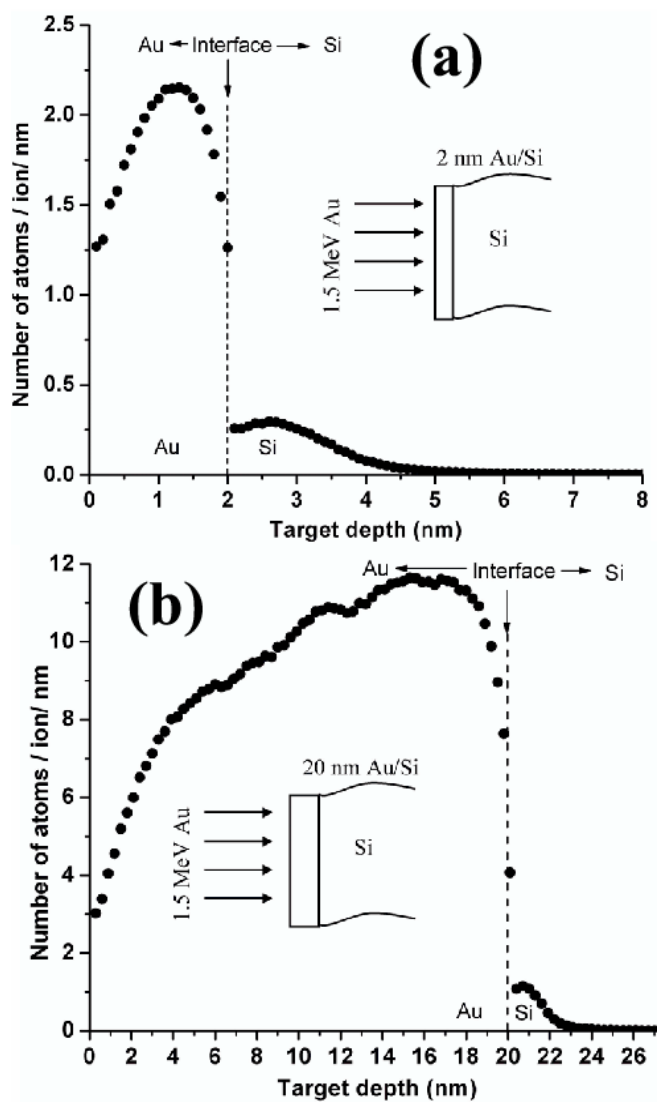 (a)
Au ← Interface → Si
2 nm Au/Si
1.5 MeV Au
Si
Au
Si
Number of atoms / ion/ nm
2.5
2.0
1.5
1.0
0.5
0.0
0 1 2 3 4 5 6 7 8
Target depth (nm)
(b)
Au ← Interface → Si
20 nm Au/Si
1.5 MeV Au
Si
Au
Si
Number of atoms / ion/ nm
12
10
8
6
4
2
0
0 2 4 6 8 10 12 14 16 18 20 22 24 26
Target depth (nm)